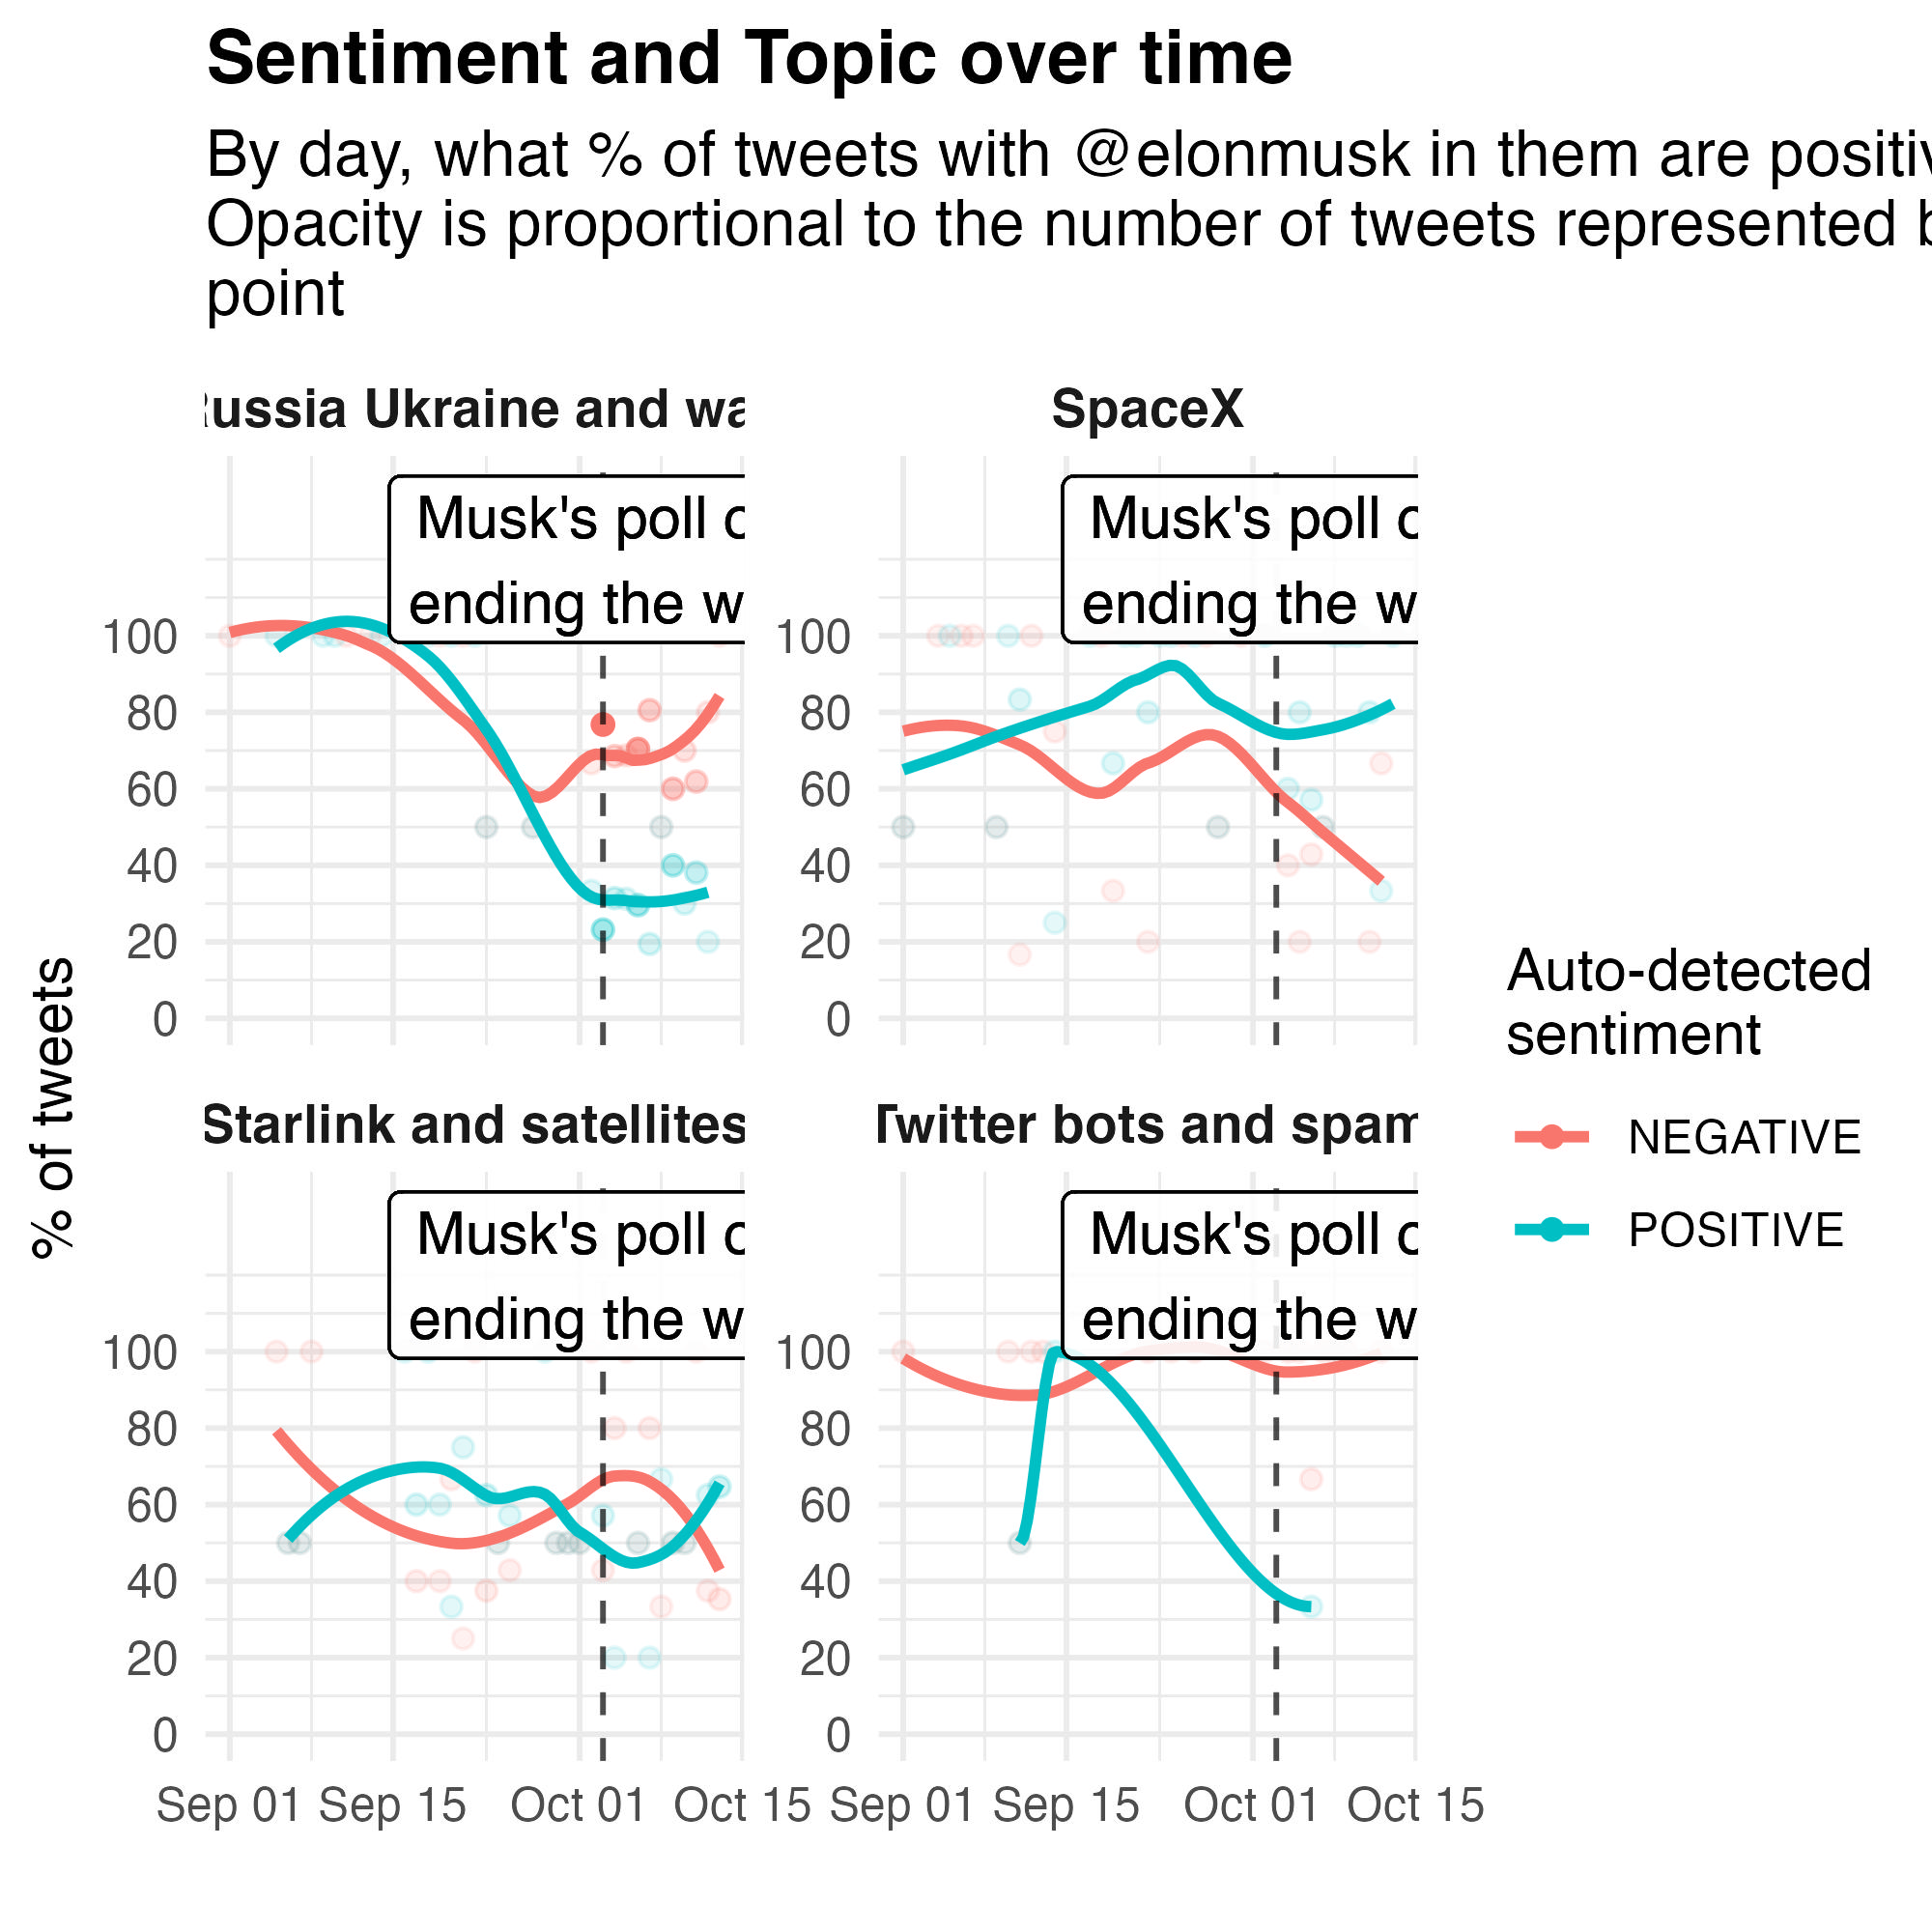 Sentiment and Topic over time
By day, what % of tweets with @elonmusk in them are
Opacity is proportional to the number of tweets represented
point
Ukraine and
SpaceX
Musk's poll
ending the
Musk's poll
ending the
100
80
60
40
20
0
100
80
60
40
20
0
% of tweets
Starlink and satellites
Twitter bots and spam
Musk's poll
ending the
Musk's poll
ending the
100
80
60
40
20
0
100
80
60
40
20
0
Sep 01 Sep 15 Oct 01 Oct 15 Sep 01 Sep 15 Oct 01 Oct 15
Auto-detected
sentiment
NEGATIVE
POSITIVE